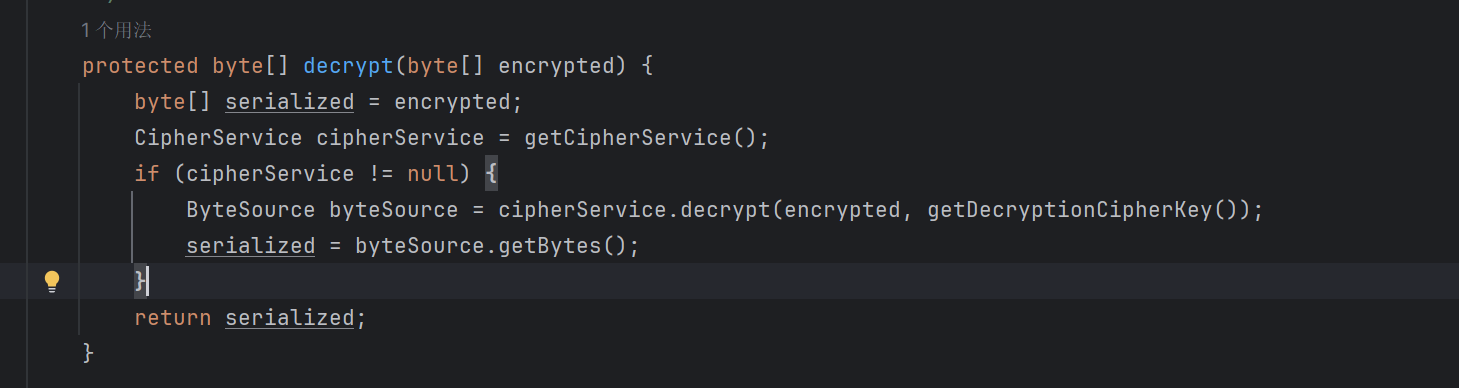 1 个用法
protected byte[] decrypt(byte[] encrypted) {
byte[] serialized = encrypted;
CipherService cipherService = getCipherService();
if (cipherService != null) {
ByteSource byteSource = cipherService.decrypt(encrypted, getDecryptionCipherKey());
serialized = byteSource.getBytes();
}
return serialized;
}